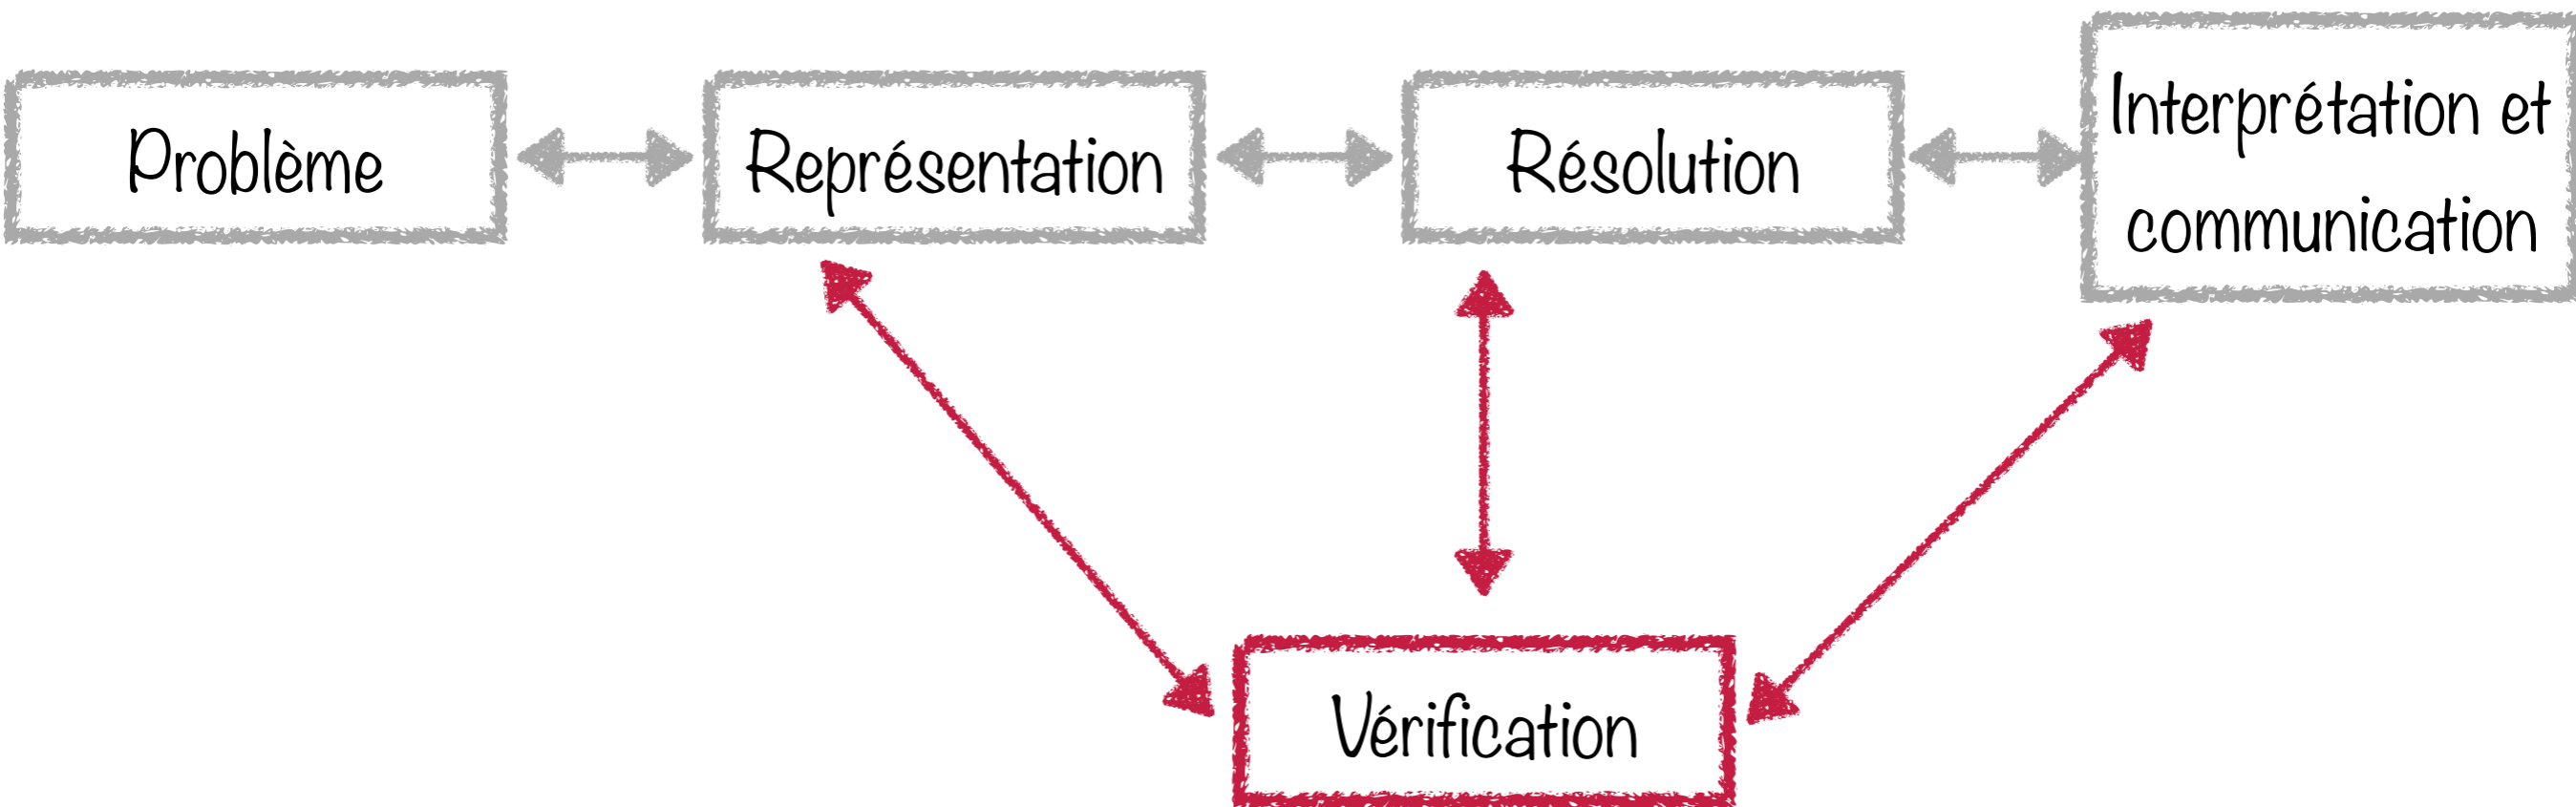 Problème
Représentation
Résolution
Interprétation et
communication
Vérification